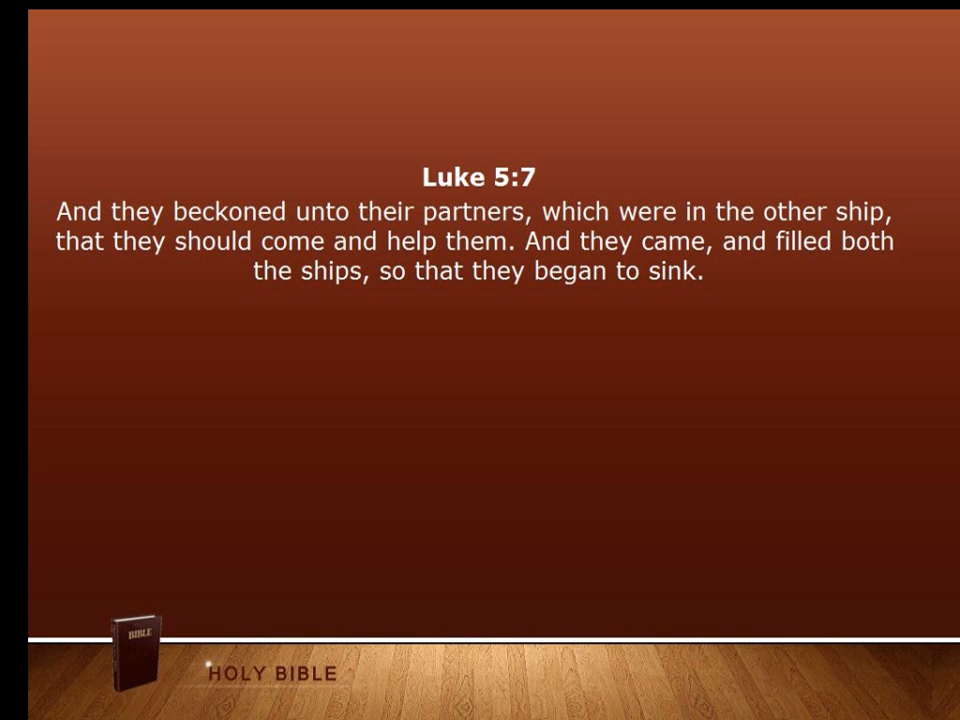 Luke 5:7
And they beckoned unto their partners, which were in the other ship,
that they should come and help them. And they came, and filled both
the ships, so that they began to sink.
BIBLE
HOLY BIBLE